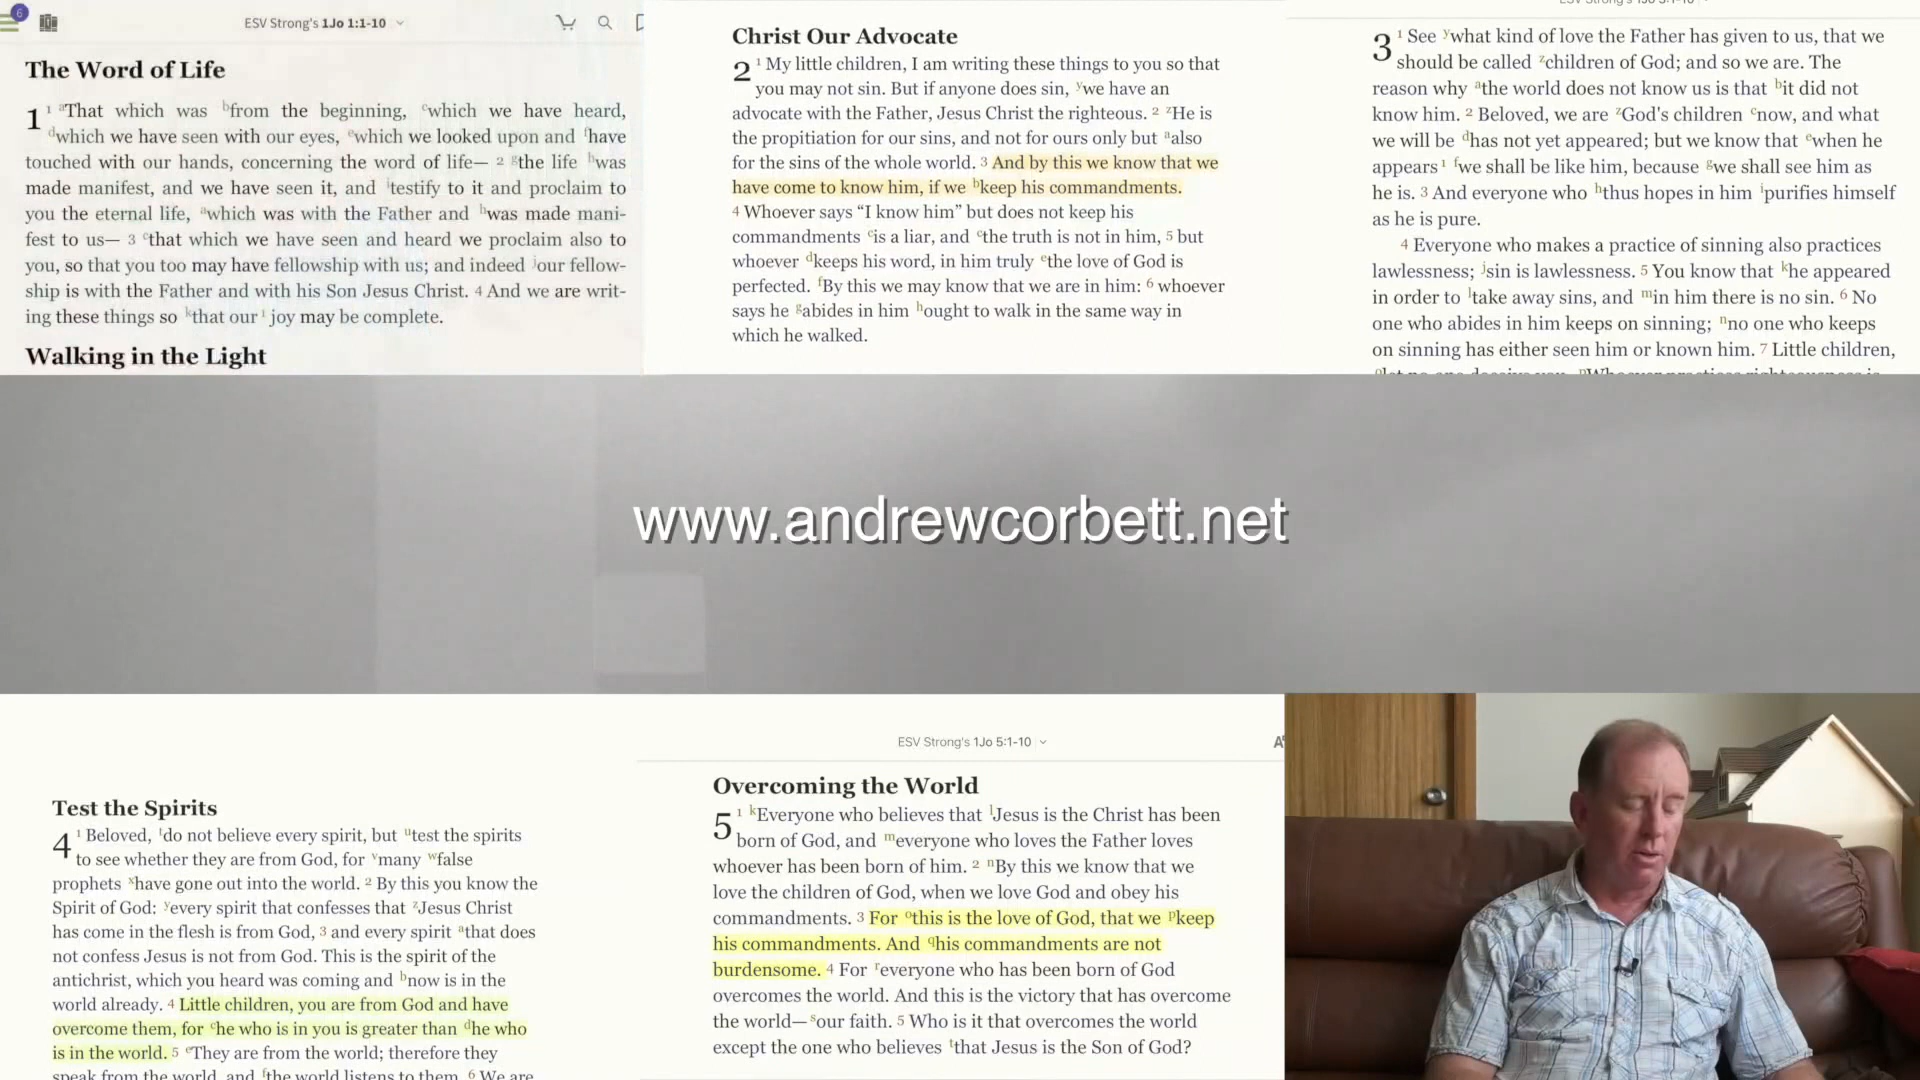 6
ESV Strong's 1Jo 1:1-10
The Word of Life
1 1 aThat which was bfrom the beginning, cwhich we have heard,
dwhich we have seen with our eyes, ewhich we looked upon and fhave
touched with our hands, concerning the word of life— 2 gthe life hwas
made manifest, and we have seen it, and itestify to it and proclaim to
you the eternal life, awhich was with the Father and hwas made mani-
fest to us— 3 cthat which we have seen and heard we proclaim also to
you, so that you too may have fellowship with us; and indeed jour fellow-
ship is with the Father and with his Son Jesus Christ. 4 And we are writ-
ing these things so kthat our 1 joy may be complete.
Walking in the Light
Christ Our Advocate
2 1 My little children, I am writing these things to you so that
you may not sin. But if anyone does sin, ywe have an
advocate with the Father, Jesus Christ the righteous. 2 zHe is
the propitiation for our sins, and not for ours only but aalso
for the sins of the whole world. 3 And by this we know that we
have come to know him, if we bkeep his commandments.
4 Whoever says “I know him” but does not keep his
commandments cis a liar, and cthe truth is not in him, 5 but
whoever dkeeps his word, in him truly ethe love of God is
perfected. fBy this we may know that we are in him: 6 whoever
says he gabides in him hought to walk in the same way in
which he walked.
3 1 See ywhat kind of love the Father has given to us, that we
should be called zchildren of God; and so we are. The
reason why athe world does not know us is that bit did not
know him. 2 Beloved, we are zGod's children cnow, and what
we will be dhas not yet appeared; but we know that ewhen he
appears1 fwe shall be like him, because gwe shall see him as
he is. 3 And everyone who hthus hopes in him ipurifies himself
as he is pure.
4 Everyone who makes a practice of sinning also practices
lawlessness; jsin is lawlessness. 5 You know that khe appeared
in order to ltake away sins, and min him there is no sin. 6 No
one who abides in him keeps on sinning; nno one who keeps
on sinning has either seen him or known him. 7 Little children,
www.andrewcorbett.net
Test the Spirits
4 1 Beloved, tdo not believe every spirit, but utest the spirits
to see whether they are from God, for vmany wfalse
prophets xhave gone out into the world. 2 By this you know the
Spirit of God: yevery spirit that confesses that zJesus Christ
has come in the flesh is from God, 3 and every spirit athat does
not confess Jesus is not from God. This is the spirit of the
antichrist, which you heard was coming and bnow is in the
world already. 4 Little children, you are from God and have
overcome them, for che who is in you is greater than dhe who
is in the world. 5 eThey are from the world; therefore they
speak from the world, and fthe world listens to them. 6 We are
ESV Strong's 1Jo 5:1-10
Overcoming the World
5 1 kEveryone who believes that lJesus is the Christ has been
born of God, and meveryone who loves the Father loves
whoever has been born of him. 2 nBy this we know that we
love the children of God, when we love God and obey his
commandments. 3 For othis is the love of God, that we pkeep
his commandments. And qhis commandments are not
burdensome. 4 For reveryone who has been born of God
overcomes the world. And this is the victory that has overcome
the world—sour faith. 5 Who is it that overcomes the world
except the one who believes tthat Jesus is the Son of God?